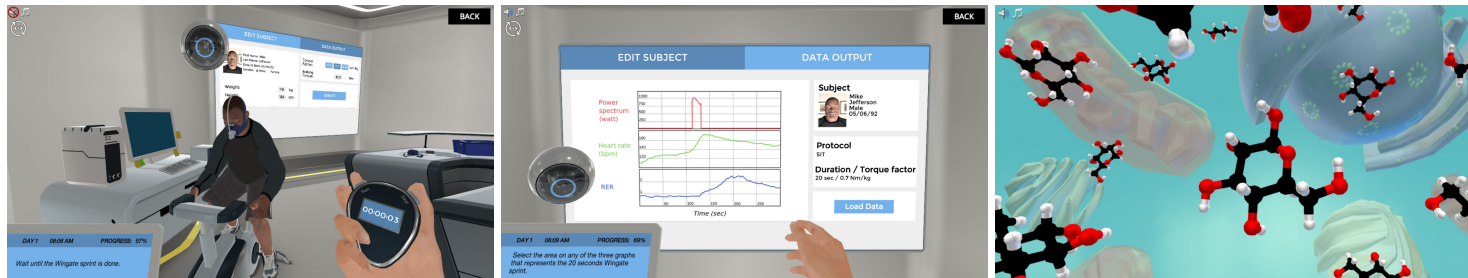 BACK
EDIT SUBJECT
DATA OUTPUT
Weight
00:00:03
DAY 1 08:08 AM PROGRESS: 57%
Wait until the Wingate sprint is done.
BACK
EDIT SUBJECT
DATA OUTPUT
Power
spectrum
(watt)
Heart rate
(bpm)
RER
Time (sec)
Subject
Mike
Jefferson
Male
05/06/92
Protocol
SIT
Duration / Torque factor
20 sec / 0.7 Nm/kg
Load Data
DAY 1 08:09 AM PROGRESS: 69%
Select the area on any of the three graphs
that represents the 20 seconds Wingate
sprint.